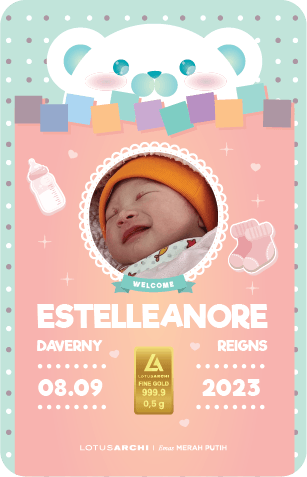 WELCOME
ESTELLEANORE
DAVERNY REIGNS
08.09 2023
LOTUSARCHI
FINE GOLD
999.9
0,5 g
LOTUSARCHI | Emas MERAH PUTIH